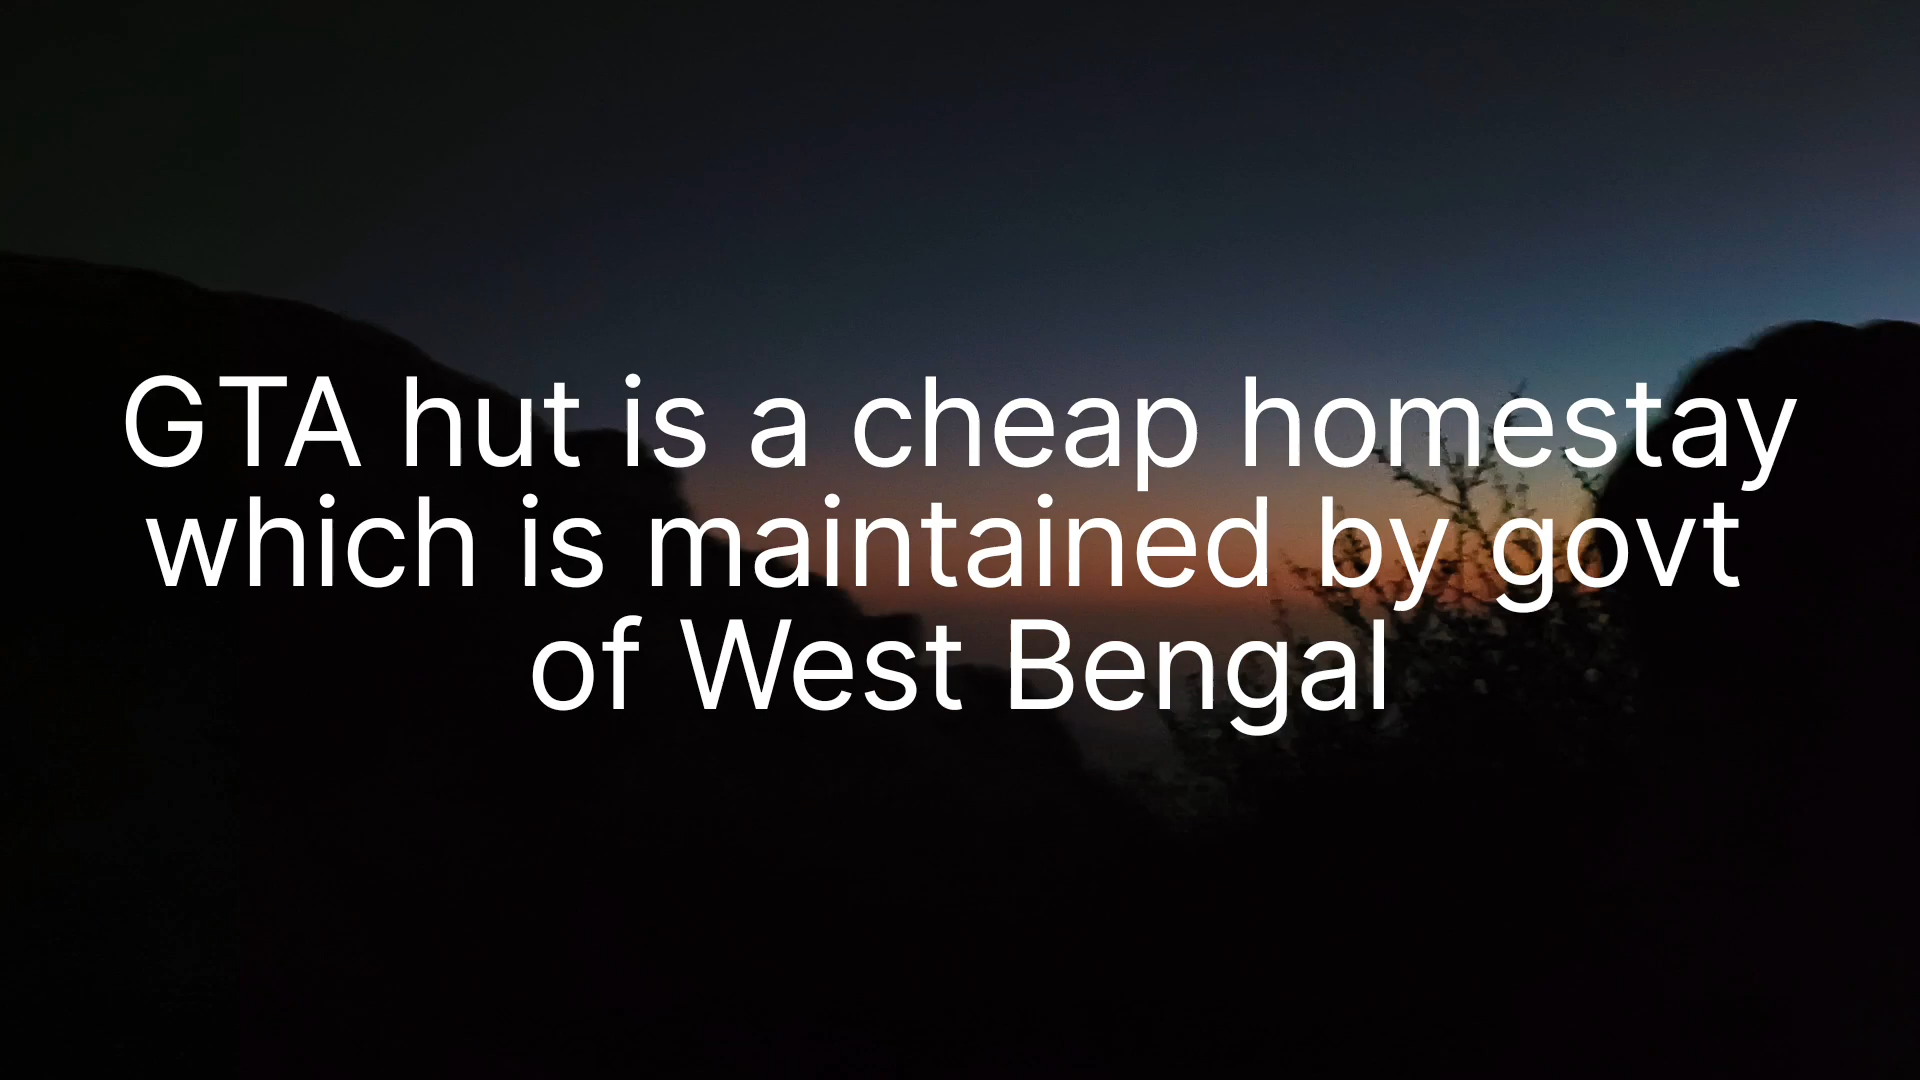 GTA hut is a cheap homestay
which is maintained by govt
of West Bengal